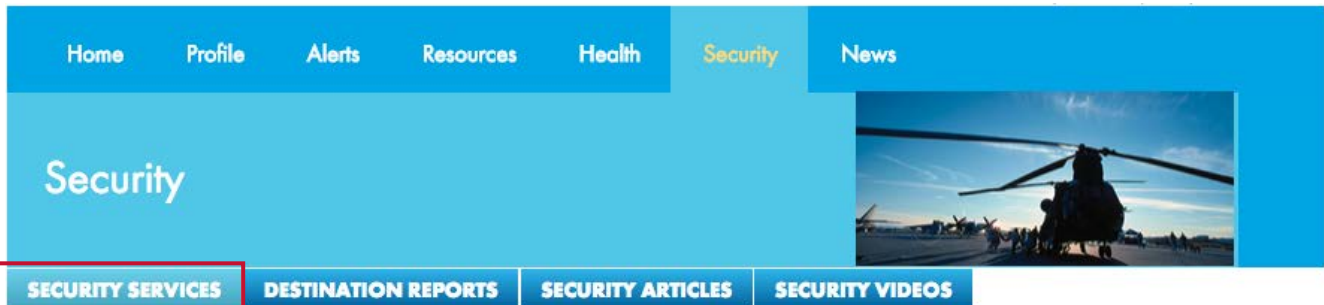 Home Profile Alerts Resources Health Security News
Security
SECURITY SERVICES DESTINATION REPORTS SECURITY ARTICLES SECURITY VIDEOS